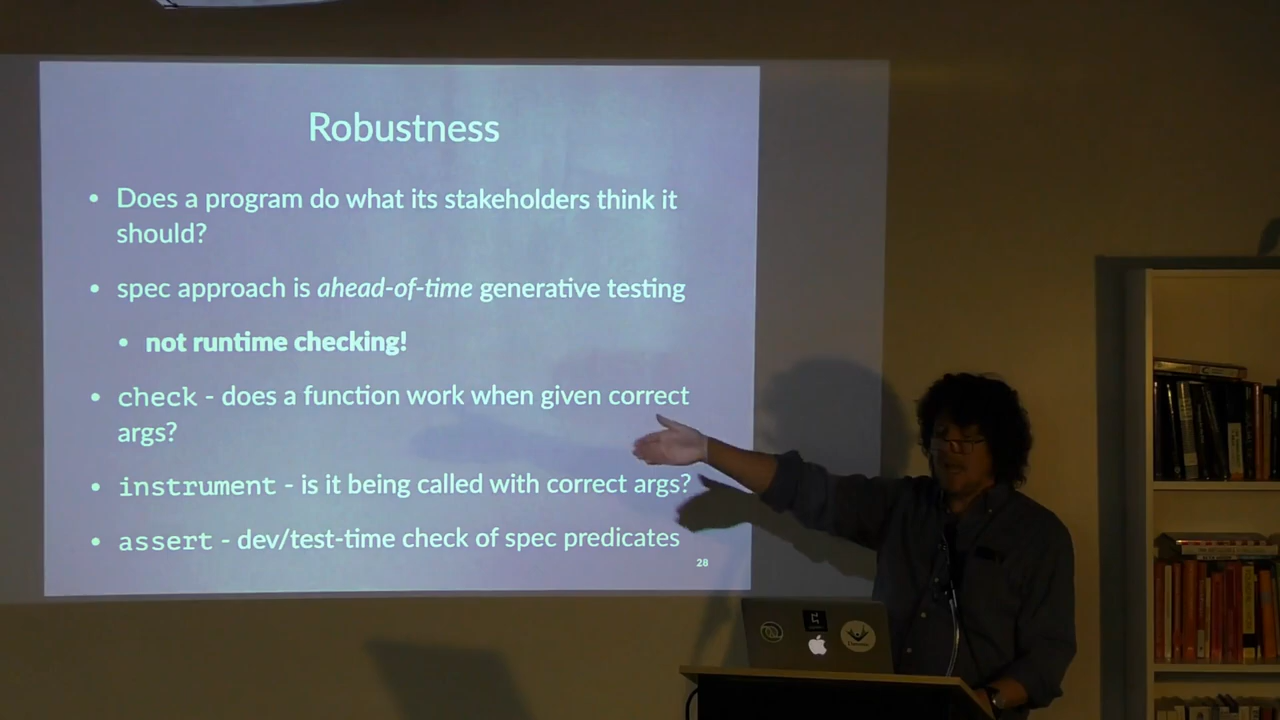 Robustness
• Does a program do what its stakeholders think it
should?
• spec approach is ahead-of-time generative testing
• not runtime checking!
• check - does a function work when given correct
args?
• instrument - is it being called with correct args?
• assert - dev/test-time check of spec predicates
28